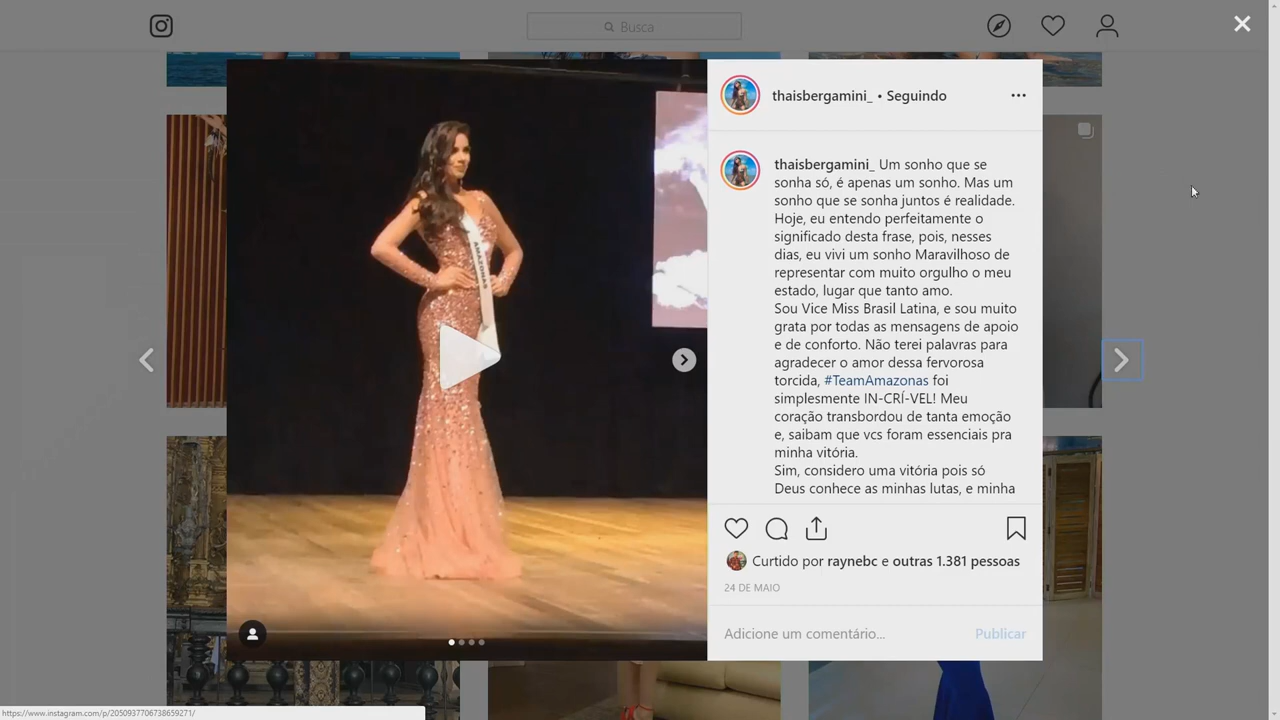 Busca
thaisbergamini_ • Seguindo
thaisbergamini_ Um sonho que se
sonha só, é apenas um sonho. Mas um
sonho que se sonha juntos é realidade.
Hoje, eu entendo perfeitamente o
significado desta frase, pois, nesses
dias, eu vivi um sonho Maravilhoso de
representar com muito orgulho o meu
estado, lugar que tanto amo.
Sou Vice Miss Brasil Latina, e sou muito
grata por todas as mensagens de apoio
e de conforto. Não terei palavras para
agradecer o amor dessa fervorosa
torcida, #TeamAmazonas foi
simplesmente IN-CRÍ-VEL! Meu
coração transbordou de tanta emoção
e, saibam que vcs foram essenciais pra
minha vitória.
Sim, considero uma vitória pois só
Deus conhece as minhas lutas, e minha
AMAZONAS
Curtido por raynebc e outras 1.381 pessoas
24 DE MAIO
Adicione um comentário... Publicar
https://www.instagram.com/p/2050937706738659271/